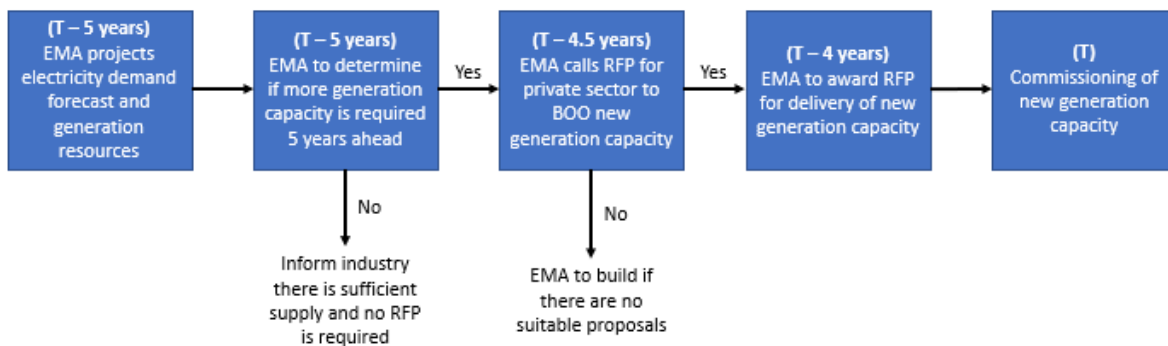 (T – 5 years)
EMA projects
electricity demand
forecast and
generation
resources
(T – 5 years)
EMA to determine
if more generation
capacity is required
5 years ahead
Yes
(T – 4.5 years)
EMA calls RFP for
private sector to
BOO new
generation capacity
Yes
(T – 4 years)
EMA to award RFP
for delivery of new
generation capacity
(T)
Commissioning of
new generation
capacity
No
Inform industry
there is sufficient
supply and no RFP
is required
No
EMA to build if
there are no
suitable proposals